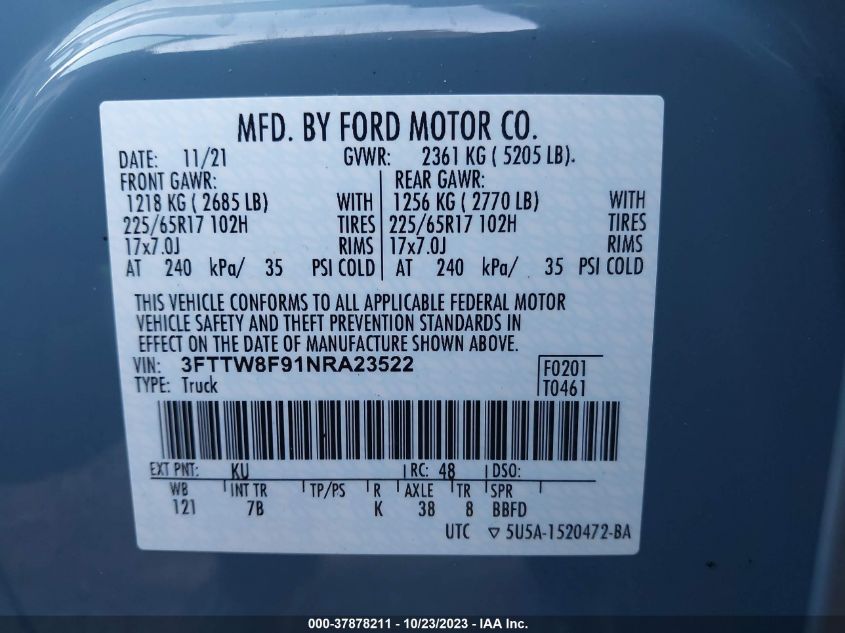 MFD. BY FORD MOTOR CO.
DATE: 11/21 GVWR: 2361 KG ( 5205 LB).
FRONT GAWR: REAR GAWR:
1218 KG ( 2685 LB) WITH 1256 KG ( 2770 LB) WITH
225/65R17 102H TIRES 225/65R17 102H TIRES
17x7.0J RIMS 17x7.0J RIMS
AT 240 kPa/ 35 PSI COLD AT 240 kPa/ 35 PSI COLD
THIS VEHICLE CONFORMS TO ALL APPLICABLE FEDERAL MOTOR
VEHICLE SAFETY AND THEFT PREVENTION STANDARDS IN
EFFECT ON THE DATE OF MANUFACTURE SHOWN ABOVE.
VIN: 3FTTW8F91NRA23522 F0201
TYPE: Truck T0461
EXT PNT: KU RC: 48 DSO:
WB INT TR TP/PS R AXLE TR SPR
121 7B K 38 8 BBFD
UTC ▽ 5U5A-1520472-BA
000-37878211 - 10/23/2023 - IAA Inc.